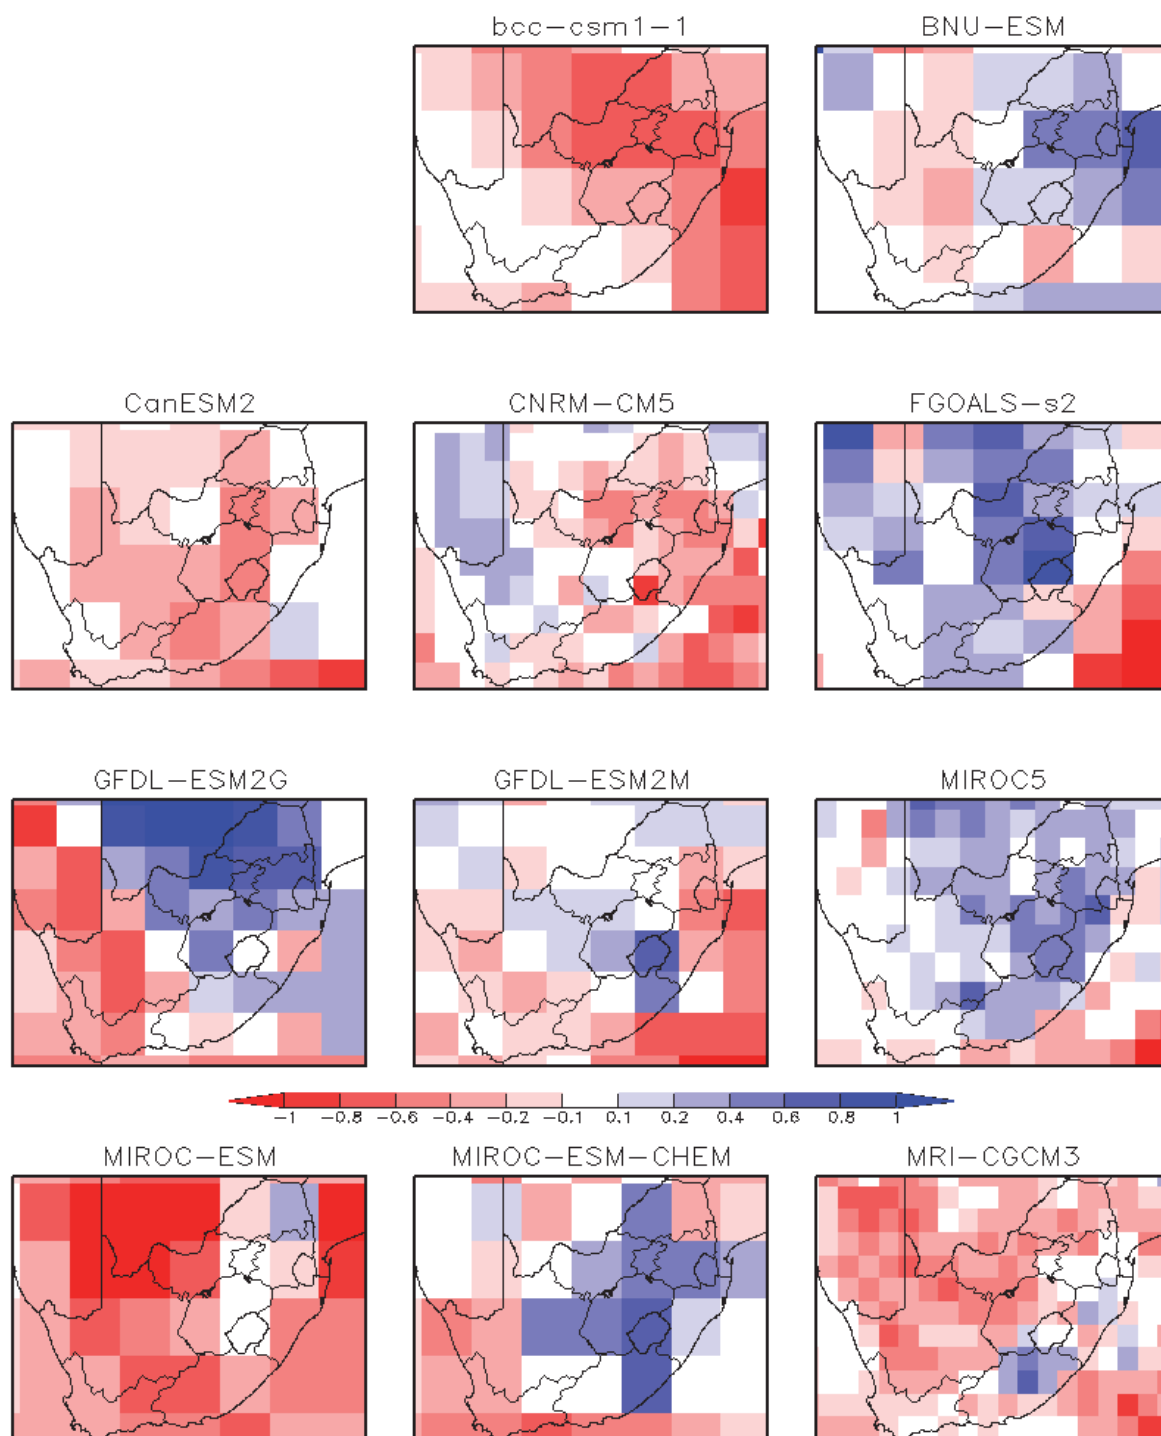 bcc-csm1-1 BNU-ESM
CanESM2 CNRM-CM5 FGOALS-s2
GFDL-ESM2G GFDL-ESM2M MIROC5
-1 -0.8 -0.6 -0.4 -0.2 -0.1 0.1 0.2 0.4 0.6 0.8 1
MIROC-ESM MIROC-ESM-CHEM MRI-CGCM3